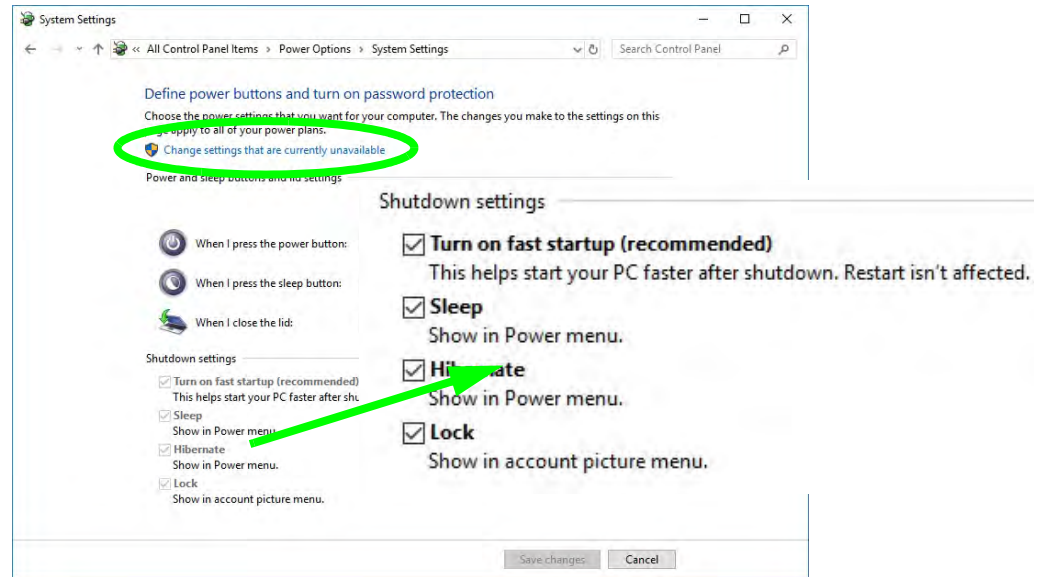 System Settings
« All Control Panel Items › Power Options › System Settings
Search Control Panel
Define power buttons and turn on password protection
Choose the power settings that you want for your computer. The changes you make to the settings on this
page apply to all of your power plans.
Change settings that are currently unavailable
Power and sleep buttons and lid settings
When I press the power button:
When I press the sleep button:
When I close the lid:
Shutdown settings
Turn on fast startup (recommended)
This helps start your PC faster after shu
Sleep
Show in Power menu.
Hibernate
Show in Power menu.
Lock
Show in account picture menu.
Shutdown settings
Turn on fast startup (recommended)
This helps start your PC faster after shutdown. Restart isn't affected.
Sleep
Show in Power menu.
Hibernate
Show in Power menu.
Lock
Show in account picture menu.
Save changes
Cancel